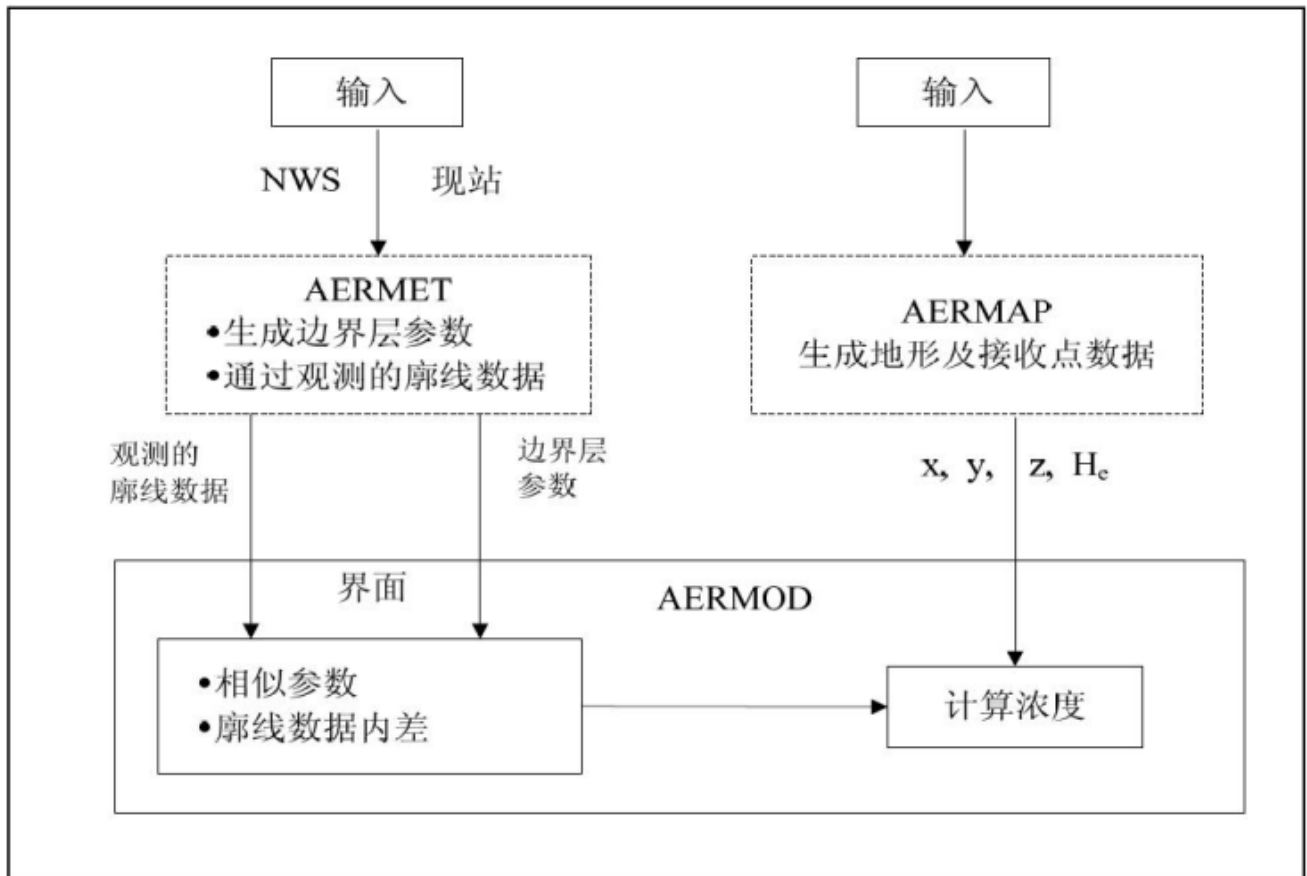 输入
输入
NWS 现站
AERMET
•生成边界层参数
•通过观测的廓线数据
AERMAP
生成地形及接收点数据
观测的
廓线数据
边界层
参数
x, y, z, Hc
界面
AERMOD
•相似参数
•廓线数据内差
计算浓度